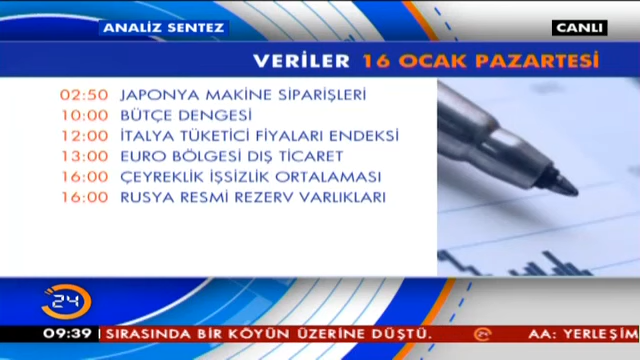 ANALİZ SENTEZ
CANLI
VERİLER 16 OCAK PAZARTESİ
02:50 JAPONYA MAKİNE SİPARİŞLERİ
10:00 BÜTÇE DENGESİ
12:00 İTALYA TÜKETİCİ FİYALARI ENDEKSİ
13:00 EURO BÖLGESİ DIŞ TİCARET
16:00 ÇEYREKLİK İŞSİZLİK ORTALAMASI
16:00 RUSYA RESMİ REZERV VARLIKLARI
24
09:39 SIRASINDA BİR KÖYÜN ÜZERİNE DÜŞTÜ. 24 AA: YERLEŞİM